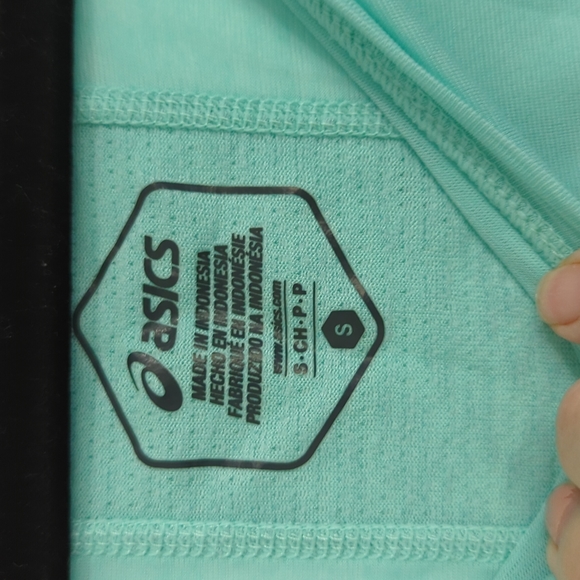 asics
MADE IN INDONESIA
HECHO EN INDONESIA
FABRIQUÉ EN INDONÉSIE
PRODUZIDO NA INDONESIA
www.asics.com
S・CH・P・P
S